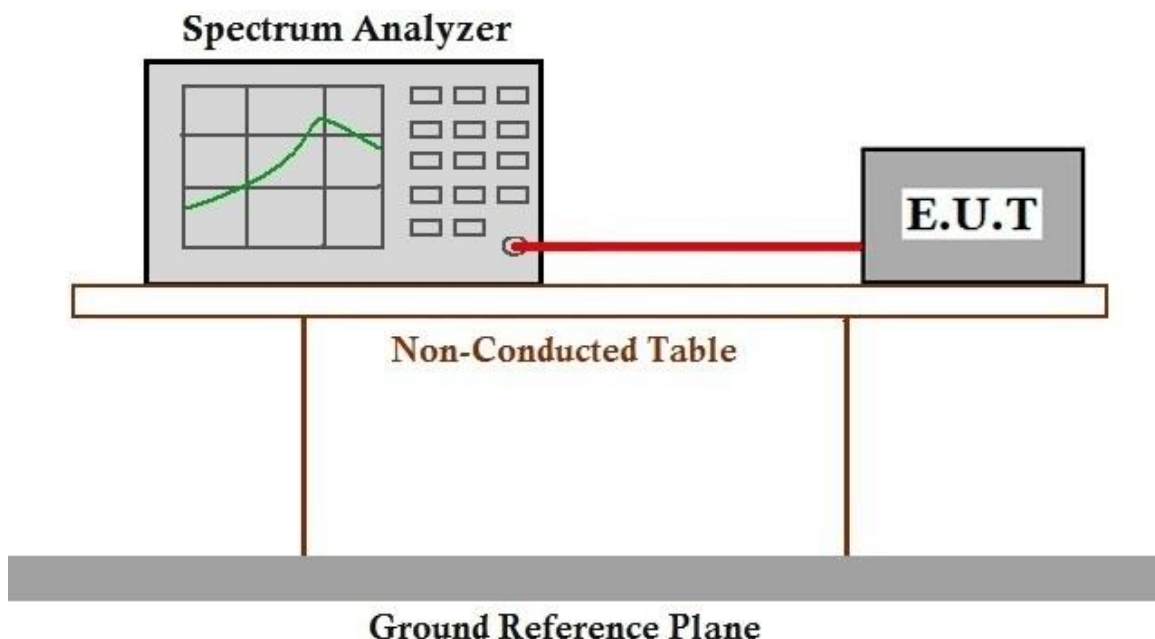 Spectrum Analyzer
E.U.T
Non-Conducted Table
Ground Reference Plane